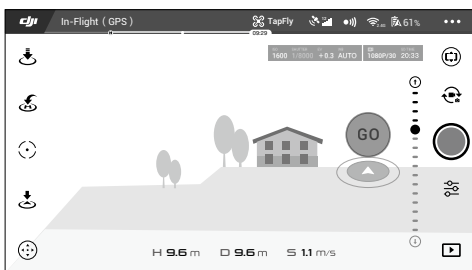 dji In-Flight ( GPS ) TapFly 61%
09:29
1600 1/8000 +0.3 AUTO 1080P/30 20:33
GO
H 9.6 m D 9.6 m S 1.1 m/s